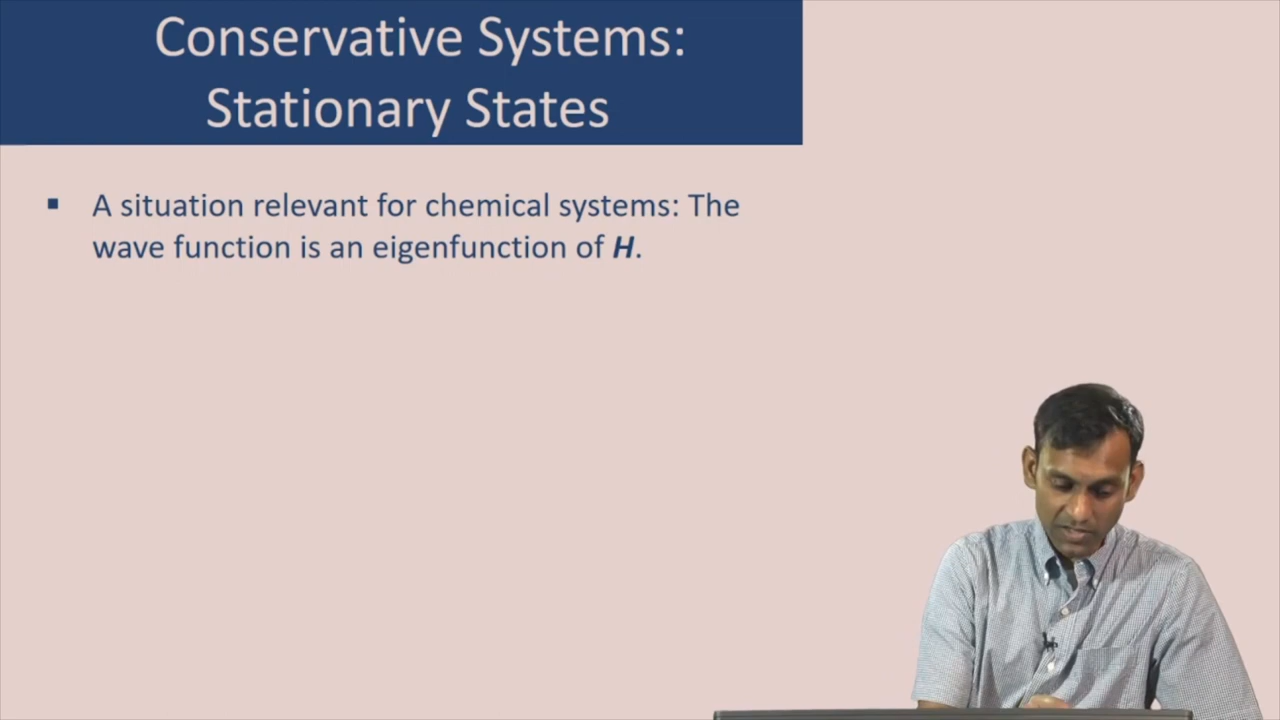 Conservative Systems:
Stationary States
▪ A situation relevant for chemical systems: The
wave function is an eigenfunction of H.